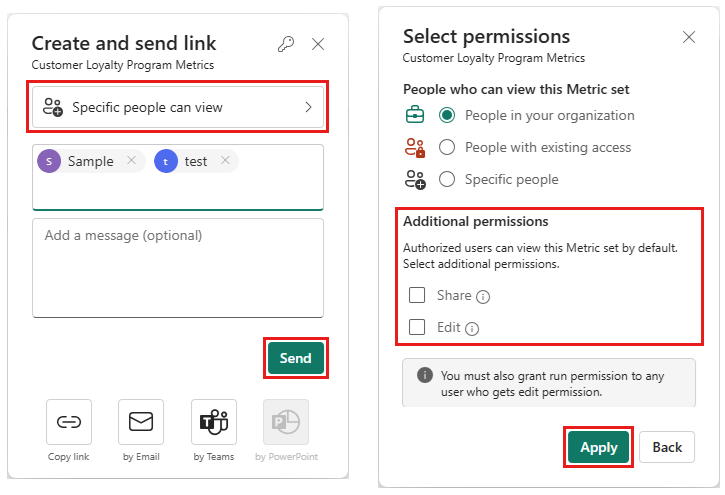 Create and send link
Customer Loyalty Program Metrics
Specific people can view
S Sample t test
Add a message (optional)
Send
Copy link
by Email
by Teams
by PowerPoint
Select permissions
Customer Loyalty Program Metrics
People who can view this Metric set
People in your organization
People with existing access
Specific people
Additional permissions
Authorized users can view this Metric set by default.
Select additional permissions.
Share
Edit
You must also grant run permission to any
user who gets edit permission.
Apply
Back